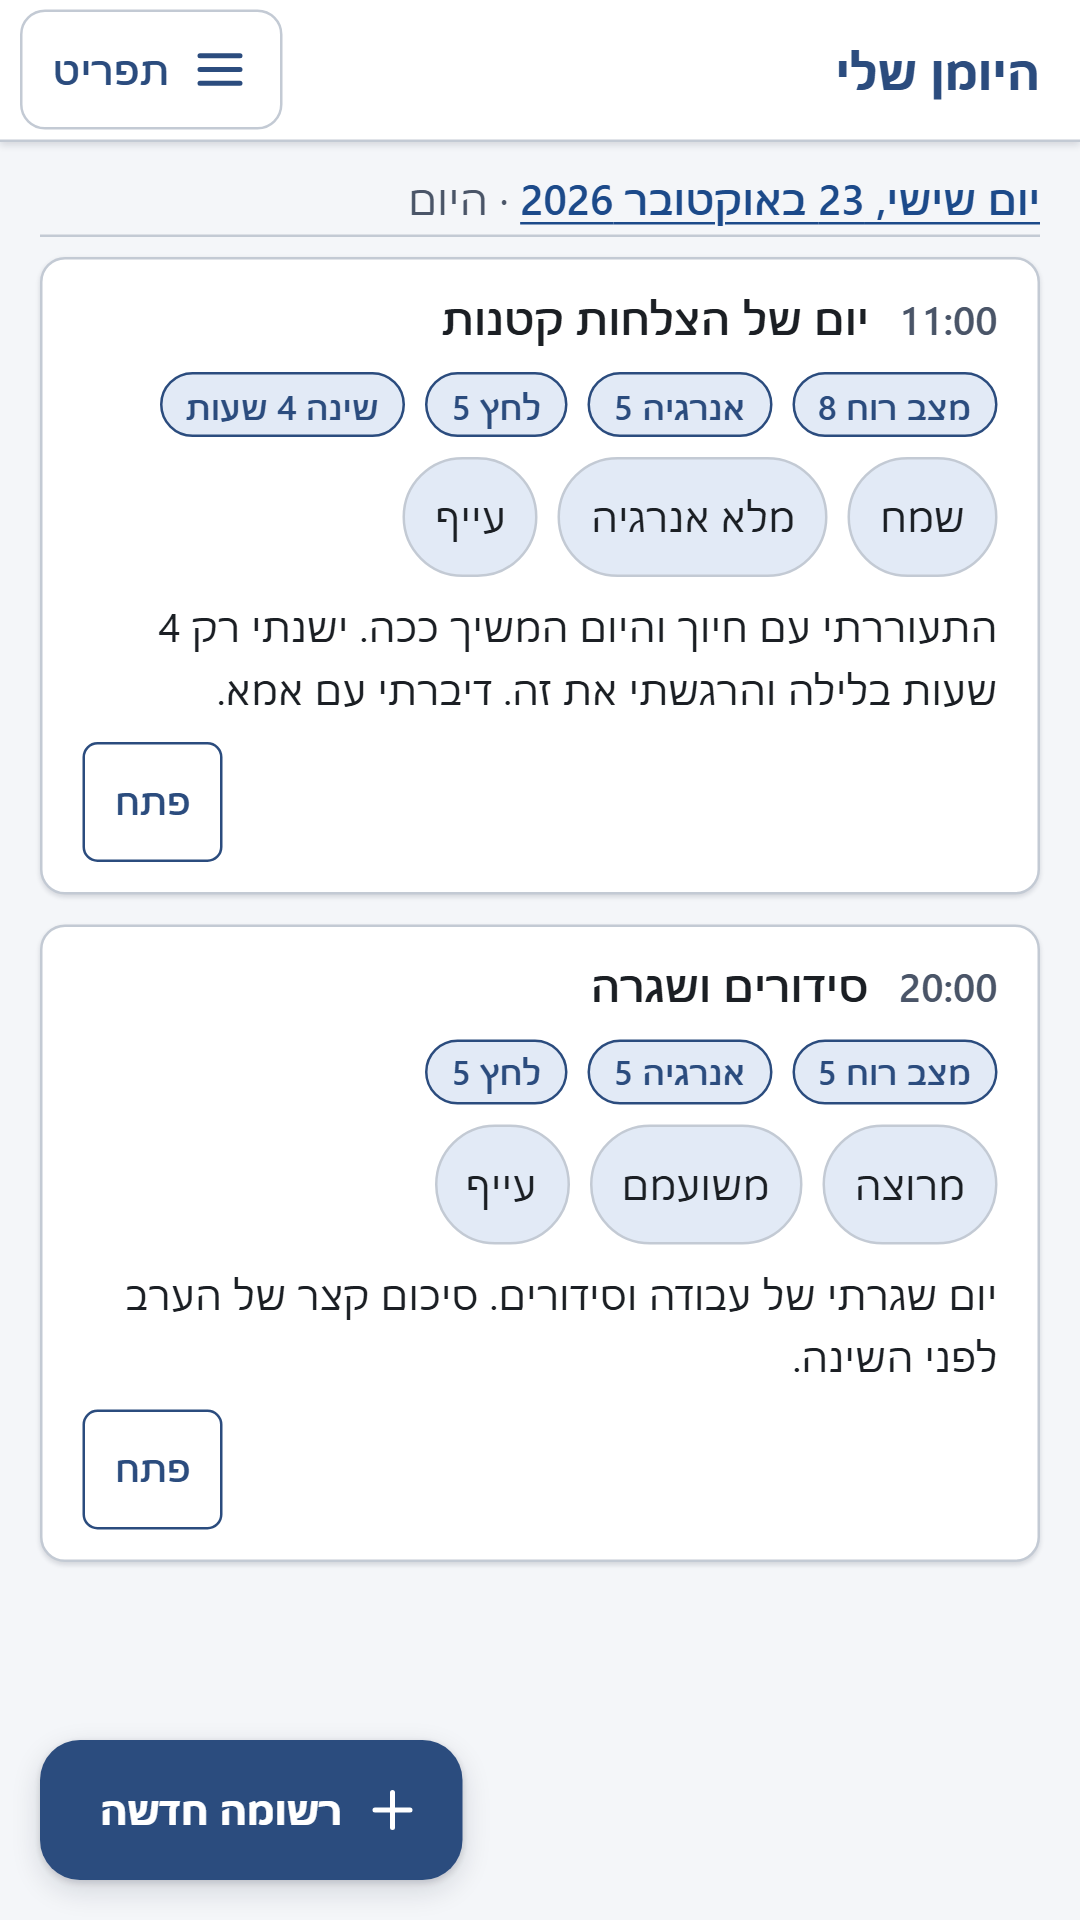 היומן שלי
תפריט
יום שישי, 23 באוקטובר 2026 · היום
11:00 יום של הצלחות קטנות
מצב רוח 8 אנרגיה 5 לחץ 5 שינה 4 שעות
שמח מלא אנרגיה עייף
התעוררתי עם חיוך והיום המשיך ככה. ישנתי רק 4
שעות בלילה והרגשתי את זה. דיברתי עם אמא.
פתח
20:00 סידורים ושגרה
מצב רוח 5 אנרגיה 5 לחץ 5
מרוצה משועמם עייף
יום שגרתי של עבודה וסידורים. סיכום קצר של הערב
לפני השינה.
פתח
רשומה חדשה